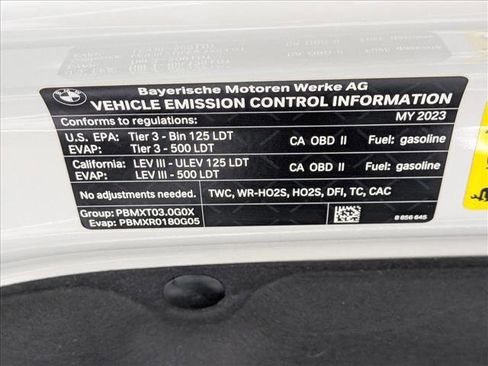 BMW
Bayerische Motoren Werke AG
VEHICLE EMISSION CONTROL INFORMATION
Conforms to regulations: MY 2023
U.S. EPA: Tier 3 - Bin 125 LDT CA OBD II Fuel: gasoline
EVAP: Tier 3 - 500 LDT
California: LEV III - ULEV 125 LDT CA OBD II Fuel: gasoline
EVAP: LEV III - 500 LDT
No adjustments needed. TWC, WR-HO2S, HO2S, DFI, TC, CAC
Group: PBMXT03.0G0X
Evap: PBMXR0180G05 8 656 645